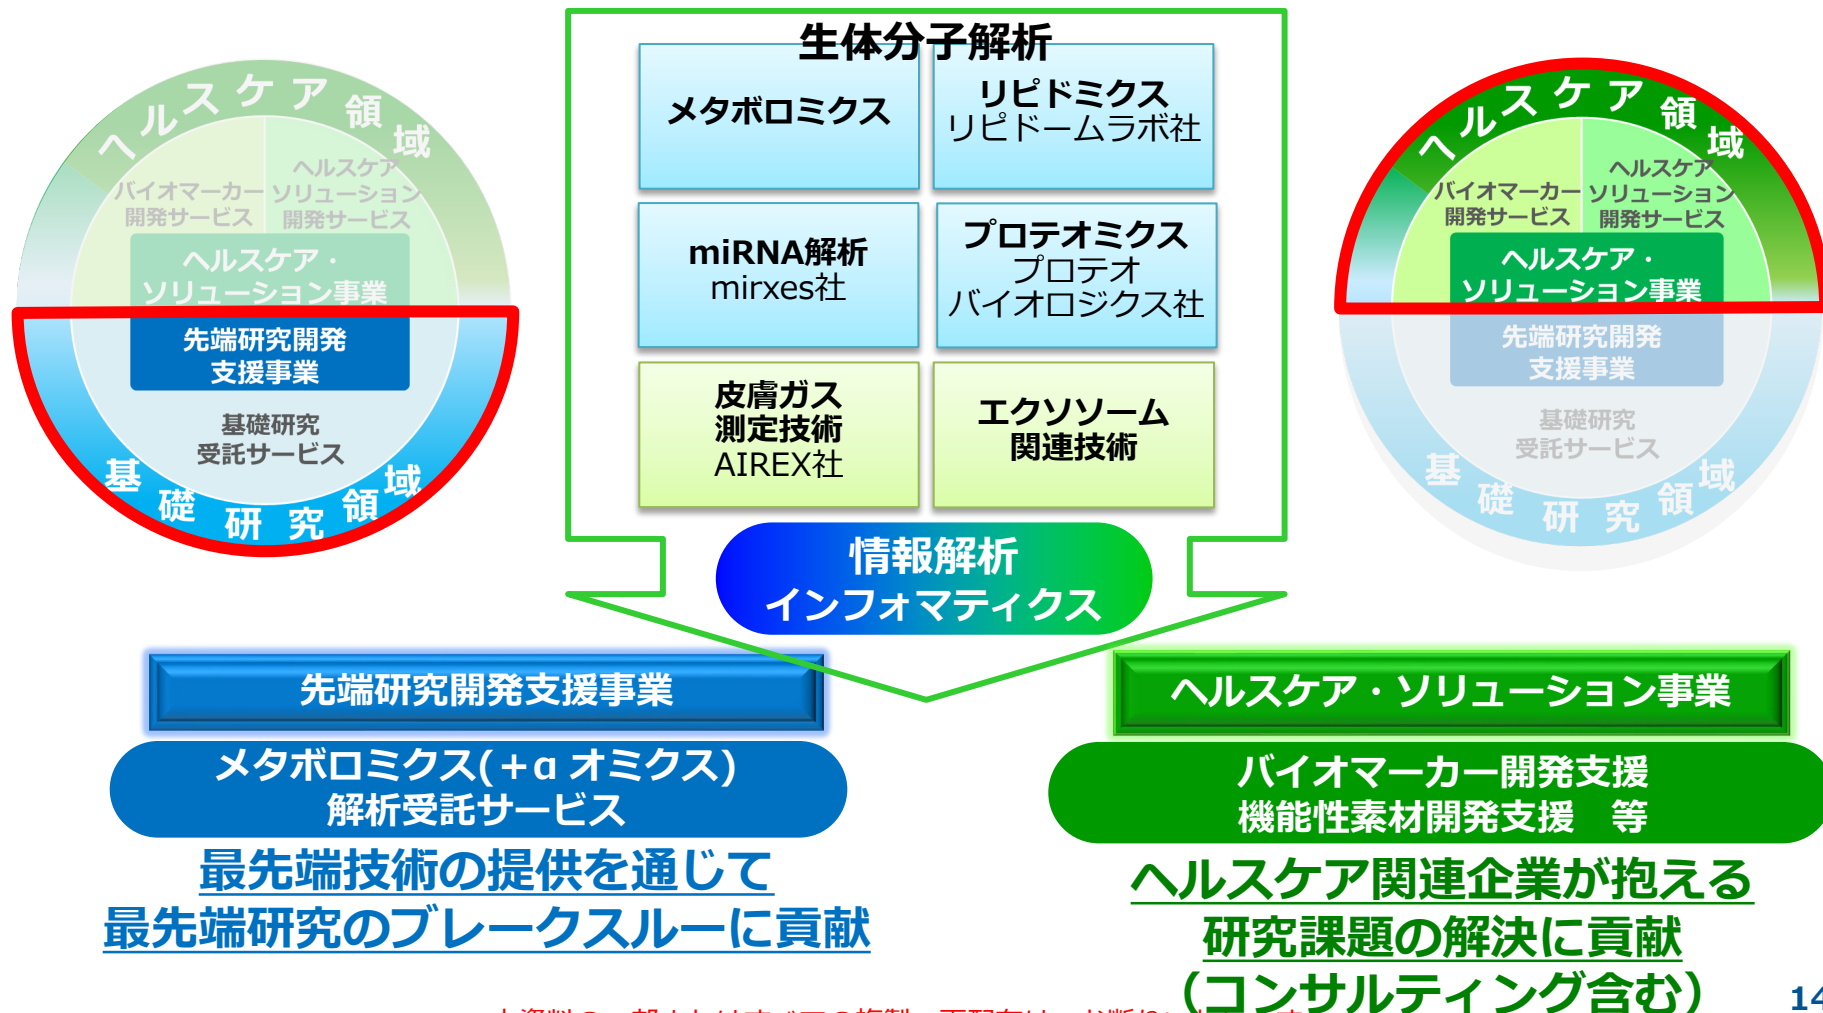 生体分子解析
メタボロミクス
リピドミクス
リピドームラボ社
miRNA解析
mirxes社
プロテオミクス
プロテオ
バイオロジクス社
皮膚ガス
測定技術
AIREX社
エクソソーム
関連技術
情報解析
インフォマティクス
ヘルスケア領域
バイオマーカー
開発サービス
ヘルスケア
ソリューション
開発サービス
ヘルスケア・
ソリューション事業
先端研究開発
支援事業
基礎研究
受託サービス
基礎研究領域
ヘルスケア領域
バイオマーカー
開発サービス
ヘルスケア
ソリューション
開発サービス
ヘルスケア・
ソリューション事業
先端研究開発
支援事業
基礎研究
受託サービス
基礎研究領域
先端研究開発支援事業
メタボロミクス(+α オミクス)
解析受託サービス
最先端技術の提供を通じて
最先端研究のブレークスルーに貢献
ヘルスケア・ソリューション事業
バイオマーカー開発支援
機能性素材開発支援　等
ヘルスケア関連企業が抱える
研究課題の解決に貢献
（コンサルティング含む）
14